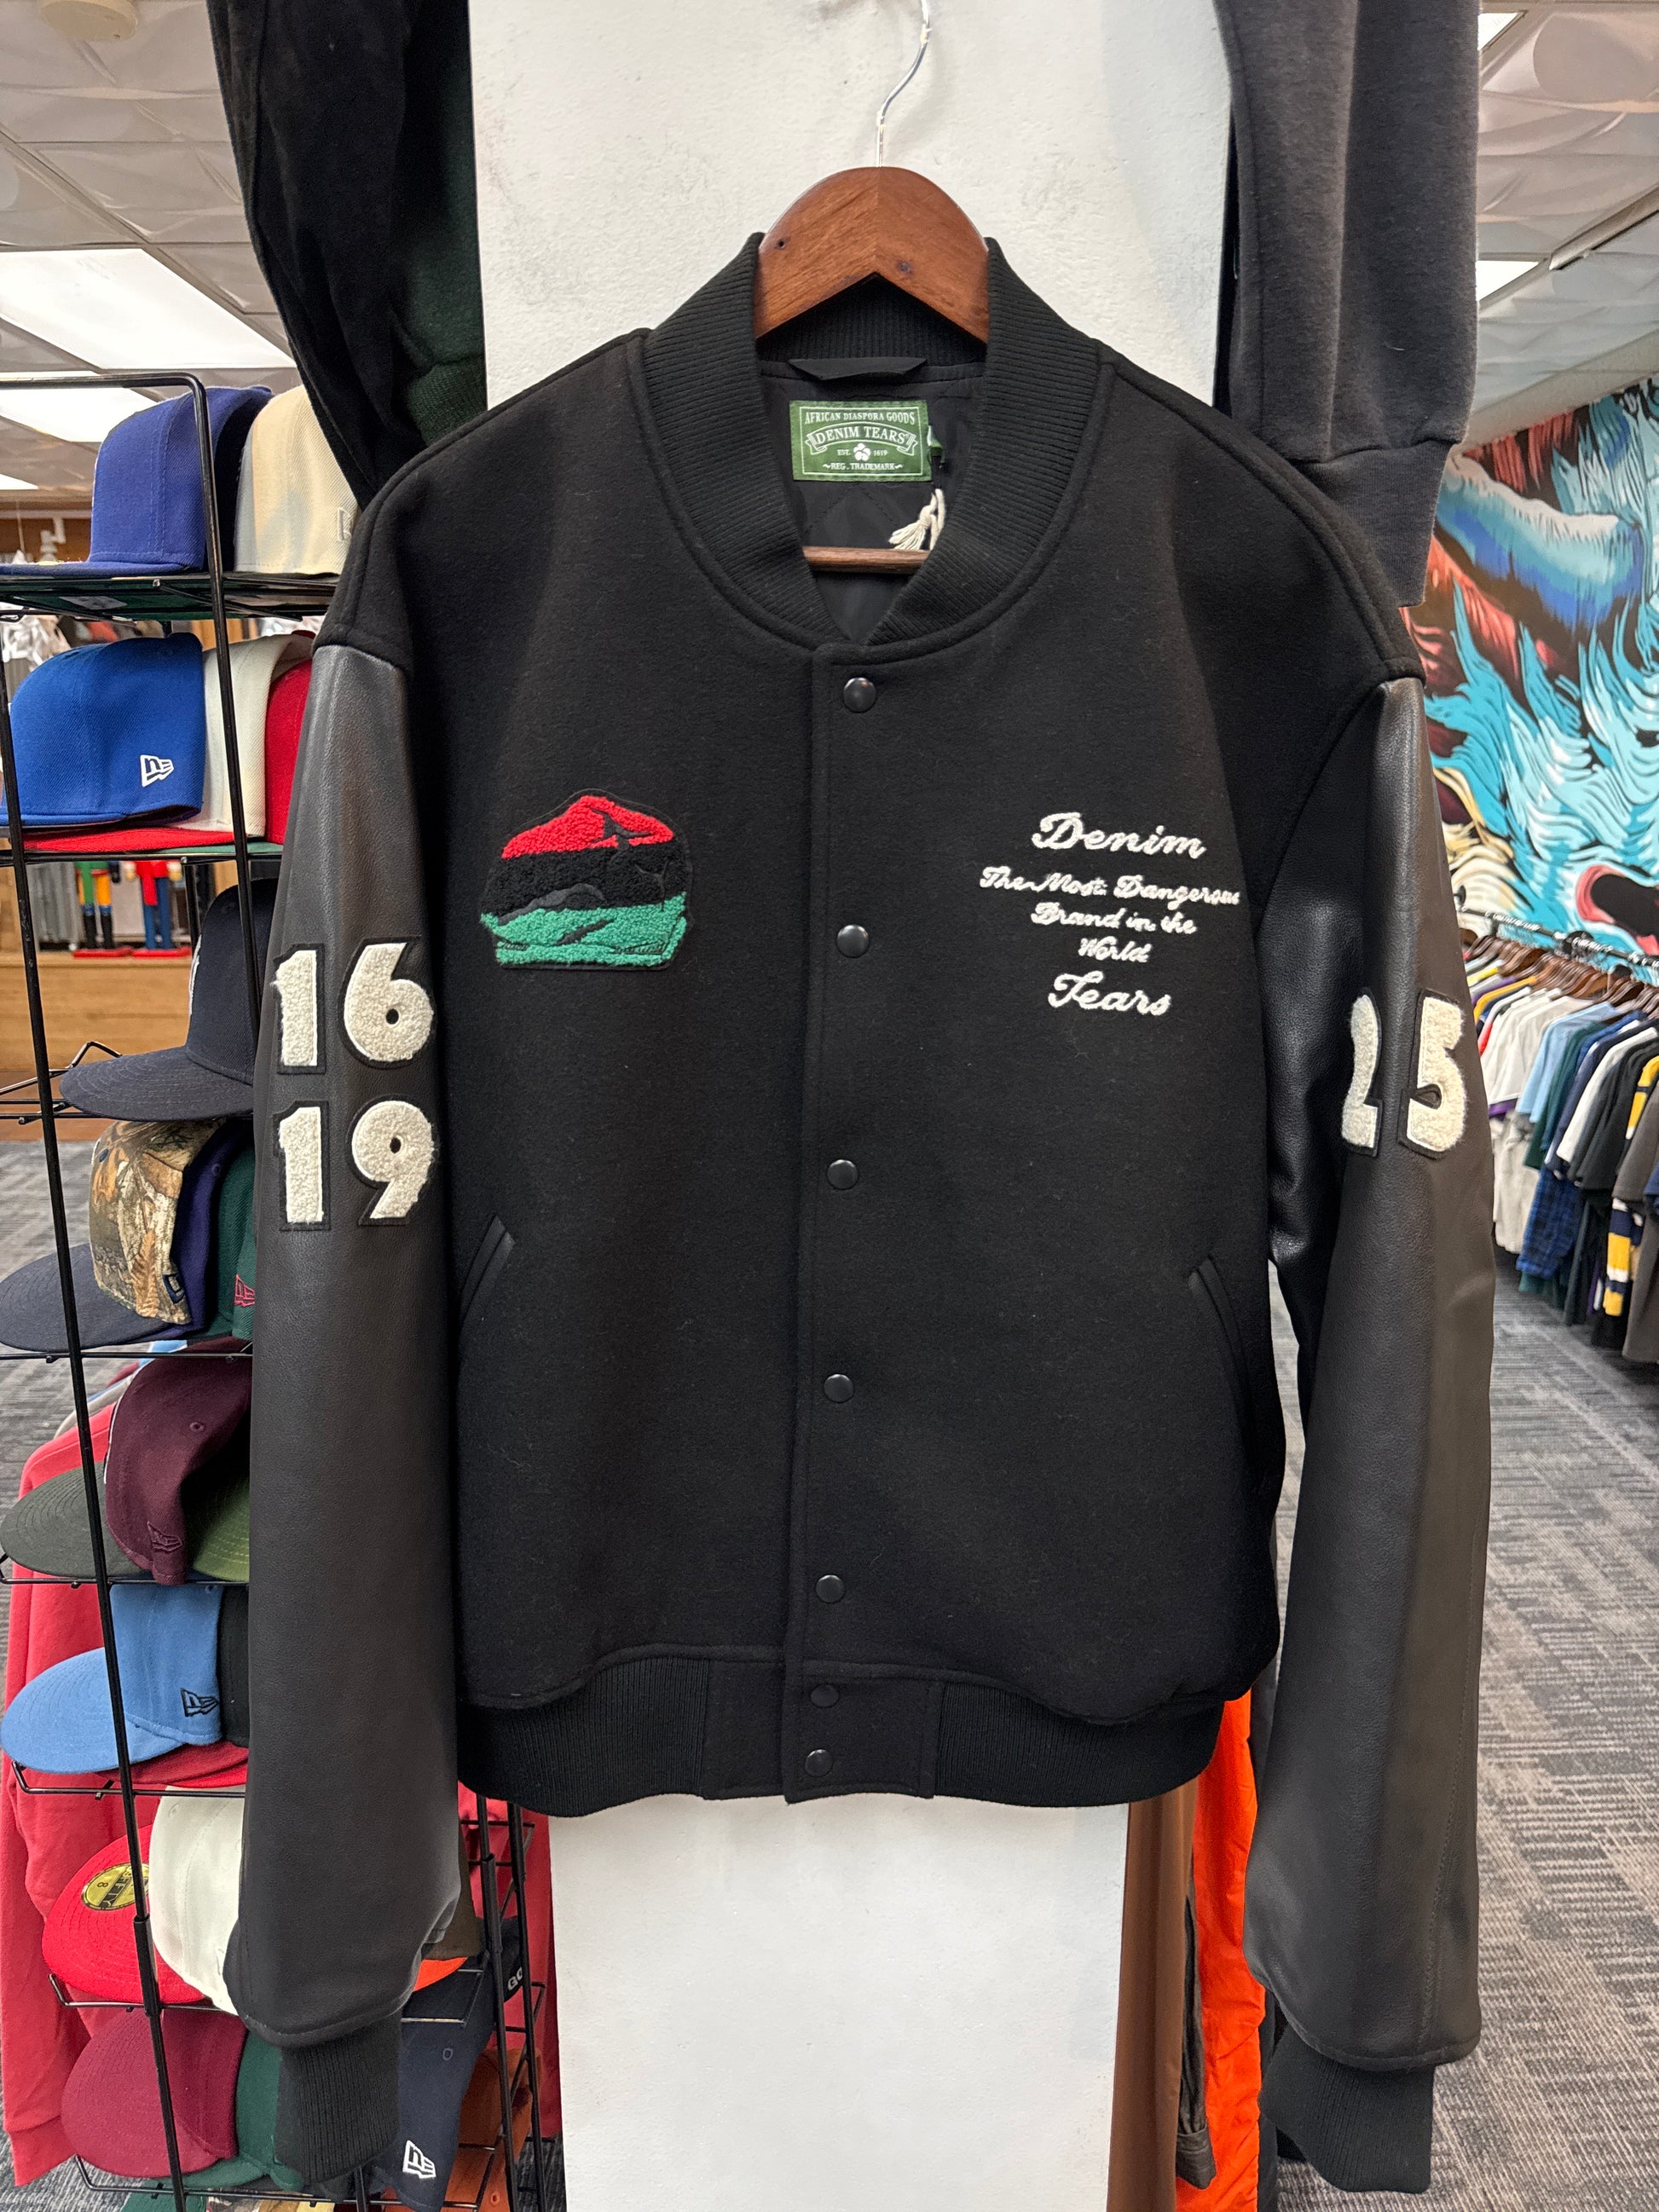 AFRICAN DIASPORA GOODS
DENIM TEARS
EST. 1619
REG. TRADEMARK
Denim
The Most Dangerous
Brand in the
World
Tears
16
19
25